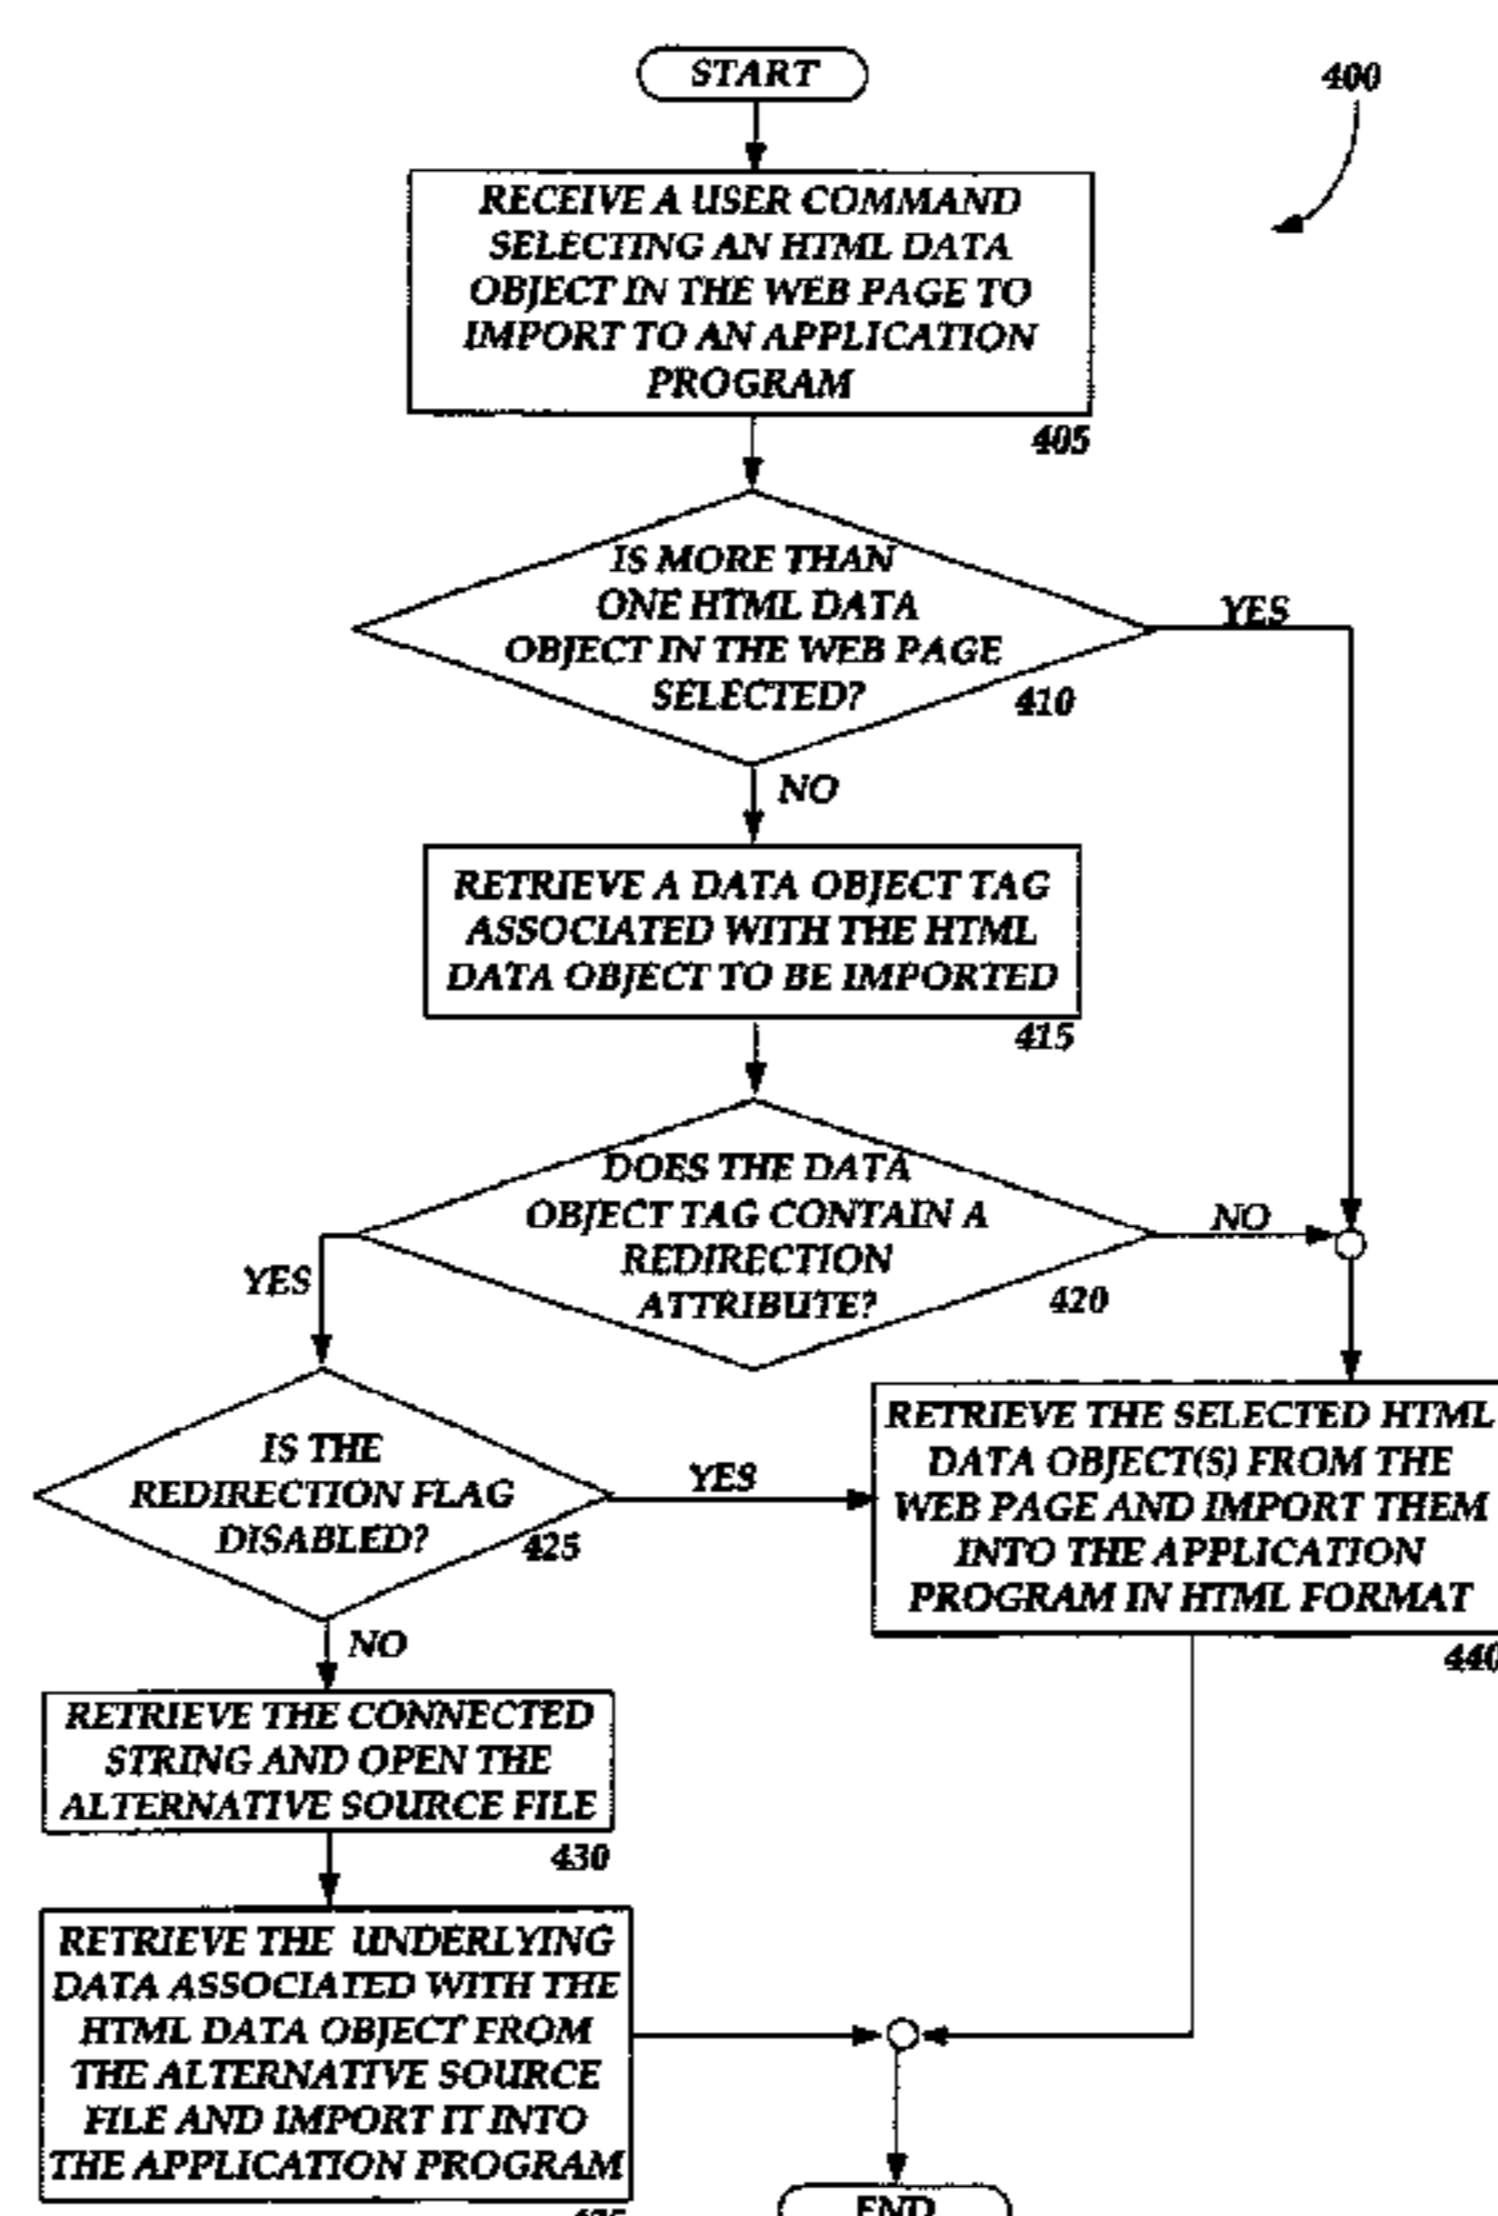 START
400
RECEIVE A USER COMMAND
SELECTING AN HTML DATA
OBJECT IN THE WEB PAGE TO
IMPORT TO AN APPLICATION
PROGRAM
405
IS MORE THAN
ONE HTML DATA
OBJECT IN THE WEB PAGE
SELECTED?
410
YES
NO
RETRIEVE A DATA OBJECT TAG
ASSOCIATED WITH THE HTML
DATA OBJECT TO BE IMPORTED
415
DOES THE DATA
OBJECT TAG CONTAIN A
REDIRECTION
ATTRIBUTE?
420
NO
YES
IS THE
REDIRECTION FLAG
DISABLED?
425
YES
RETRIEVE THE SELECTED HTML
DATA OBJECT(S) FROM THE
WEB PAGE AND IMPORT THEM
INTO THE APPLICATION
PROGRAM IN HTML FORMAT
440
NO
RETRIEVE THE CONNECTED
STRING AND OPEN THE
ALTERNATIVE SOURCE FILE
430
RETRIEVE THE UNDERLYING
DATA ASSOCIATED WITH THE
HTML DATA OBJECT FROM
THE ALTERNATIVE SOURCE
FILE AND IMPORT IT INTO
THE APPLICATION PROGRAM
END